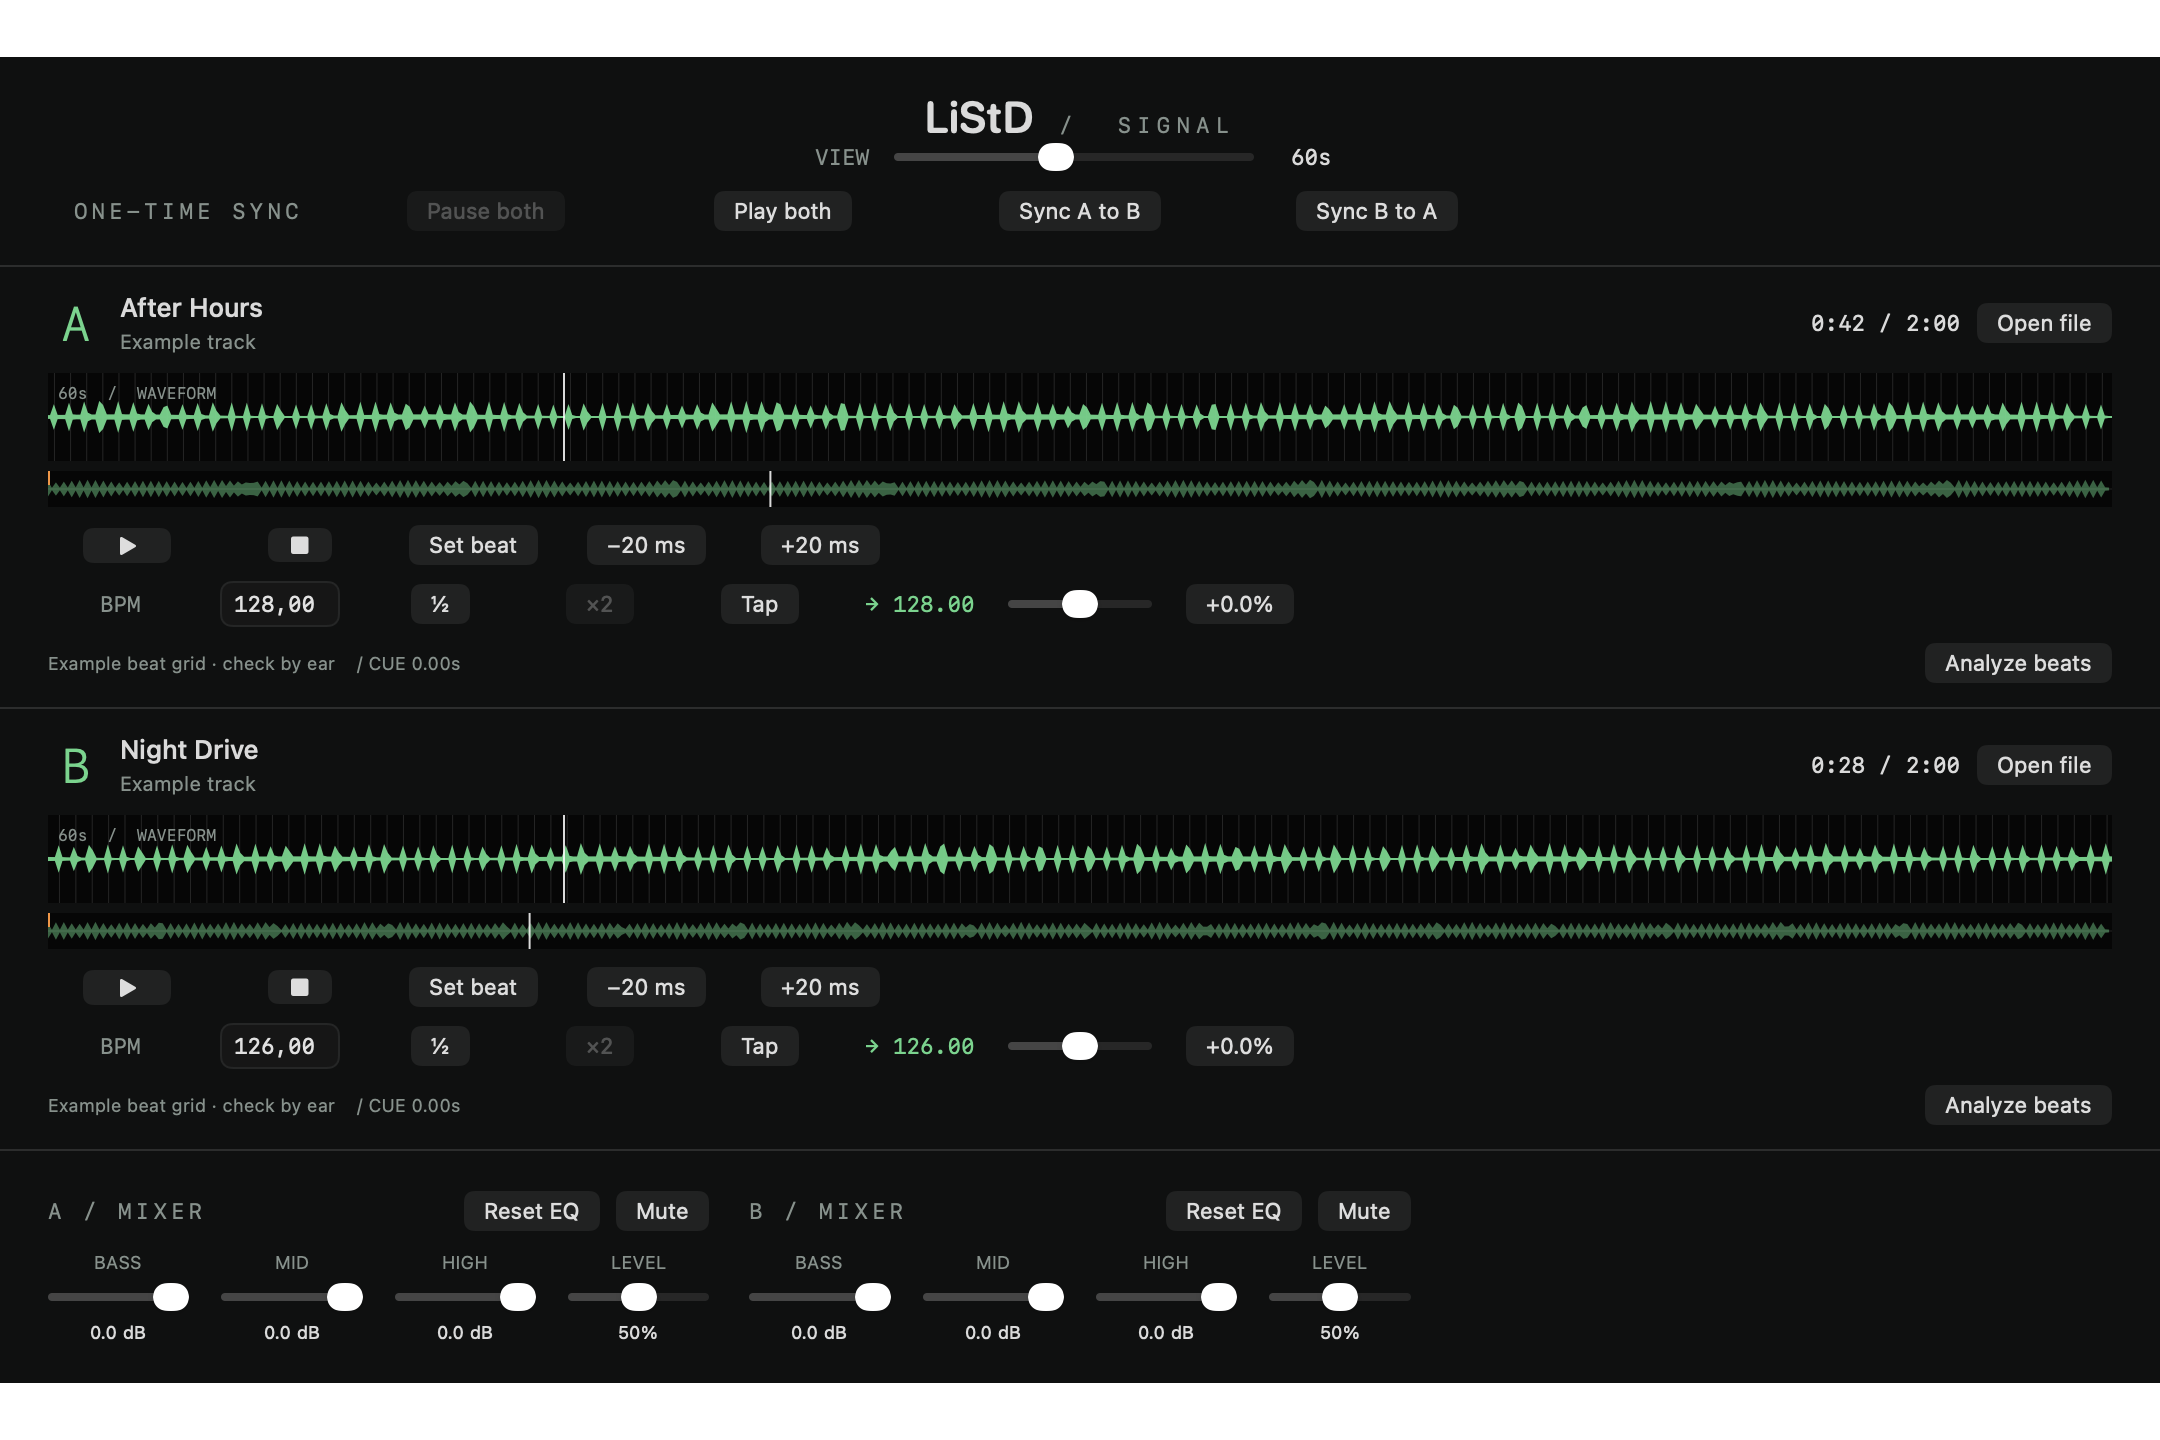 LiStD / SIGNAL
VIEW 60s
ONE–TIME SYNC Pause both Play both Sync A to B Sync B to A
A After Hours 0:42 / 2:00 Open file
Example track
60s / WAVEFORM
Set beat –20 ms +20 ms
BPM 128,00 ½ ×2 Tap → 128.00 +0.0%
Example beat grid · check by ear / CUE 0.00s Analyze beats
B Night Drive 0:28 / 2:00 Open file
Example track
60s / WAVEFORM
Set beat –20 ms +20 ms
BPM 126,00 ½ ×2 Tap → 126.00 +0.0%
Example beat grid · check by ear / CUE 0.00s Analyze beats
A / MIXER Reset EQ Mute B / MIXER Reset EQ Mute
BASS MID HIGH LEVEL BASS MID HIGH LEVEL
0.0 dB 0.0 dB 0.0 dB 50% 0.0 dB 0.0 dB 0.0 dB 50%